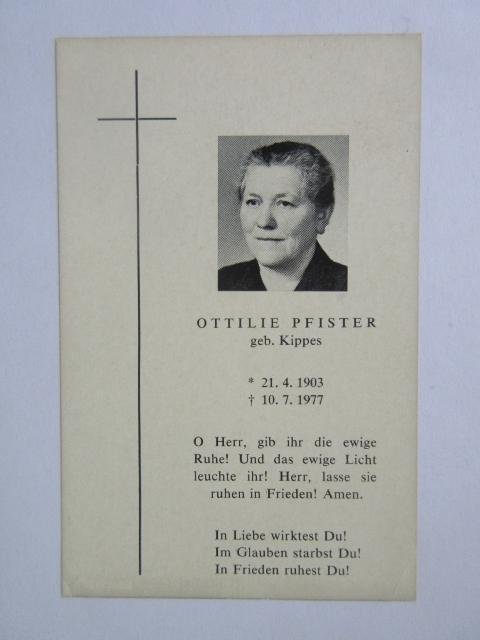 OTTILIE PFISTER
geb. Kippes
* 21. 4. 1903
† 10. 7. 1977
O Herr, gib ihr die ewige
Ruhe! Und das ewige Licht
leuchte ihr! Herr, lasse sie
ruhen in Frieden! Amen.
In Liebe wirktest Du!
Im Glauben starbst Du!
In Frieden ruhest Du!